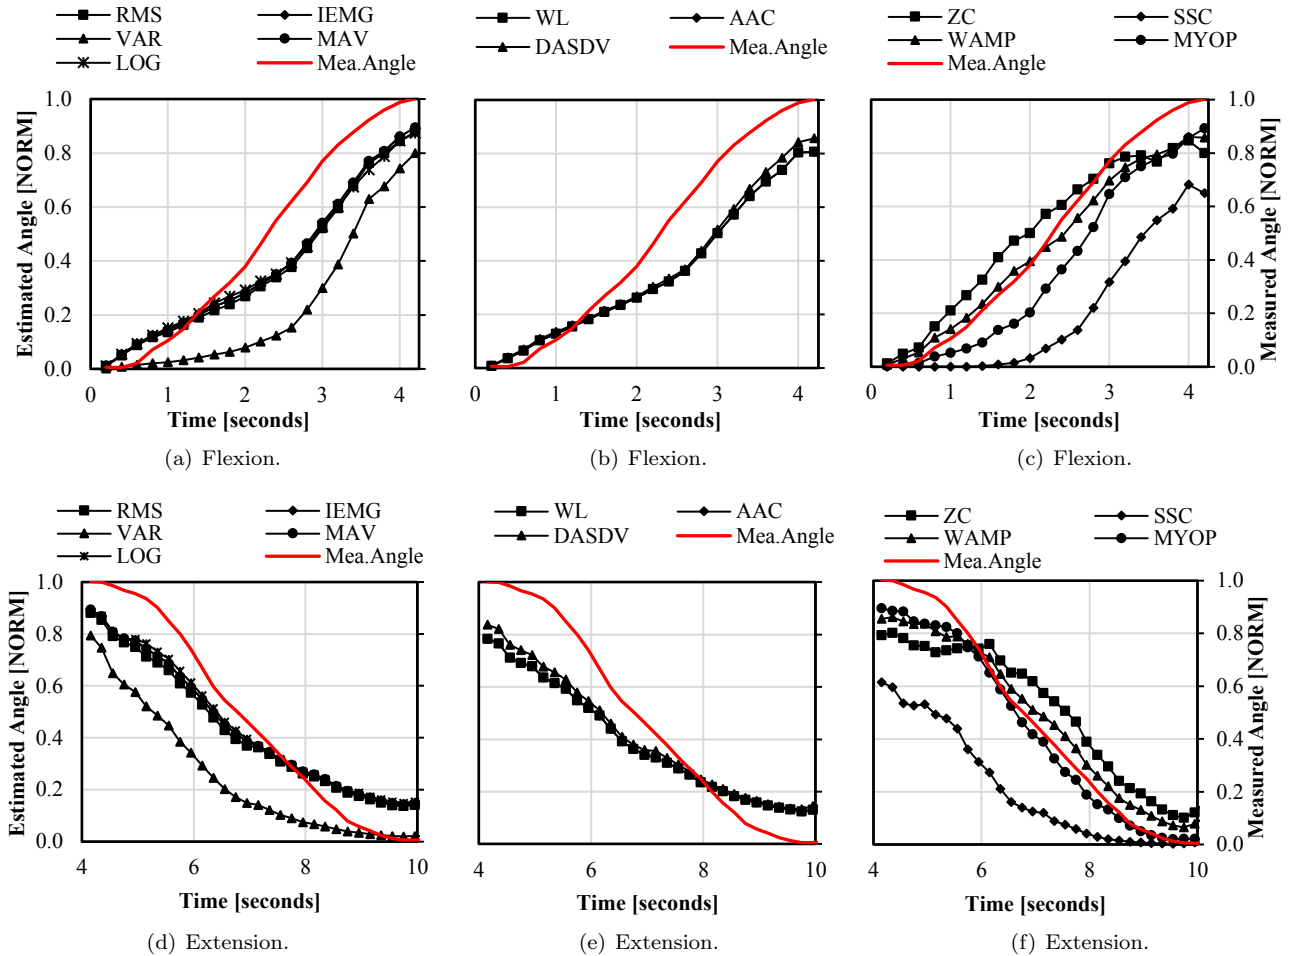 RMS IEMG
VAR MAV
LOG Mea.Angle
WL AAC
DASDV Mea.Angle
ZC SSC
WAMP MYOP
Mea.Angle
Estimated Angle [NORM]
1.0
0.8
0.6
0.4
0.2
0.0
0 1 2 3 4
Time [seconds]
(a) Flexion.
0 1 2 3 4
Time [seconds]
(b) Flexion.
1.0
0.8
0.6
0.4
0.2
0.0
Measured Angle [NORM]
0 1 2 3 4
Time [seconds]
(c) Flexion.
RMS IEMG
VAR MAV
LOG Mea.Angle
WL AAC
DASDV Mea.Angle
ZC SSC
WAMP MYOP
Mea.Angle
Estimated Angle [NORM]
1.0
0.8
0.6
0.4
0.2
0.0
4 6 8 10
Time [seconds]
(d) Extension.
4 6 8 10
Time [seconds]
(e) Extension.
1.0
0.8
0.6
0.4
0.2
0.0
Measured Angle [NORM]
4 6 8 10
Time [seconds]
(f) Extension.